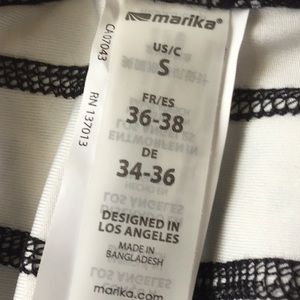 marika®
US/C
S
FR/ES
36-38
DE
34-36
DESIGNED IN
LOS ANGELES
MADE IN
BANGLADESH
marika.com
CA07043
RN 137013